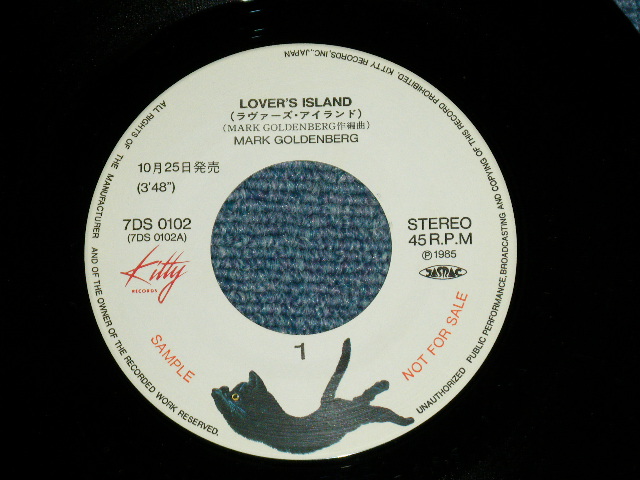 LOVER'S ISLAND
(ラヴァーズ・アイランド)
(MARK GOLDENBERG作編曲)
MARK GOLDENBERG
10月25日発売
(3'48")
7DS 0102
(7DS 0102A)
Kitty
RECORDS
STEREO
45 R.P.M
Ⓟ1985
JASRAC
SAMPLE
NOT FOR SALE
1
ALL RIGHTS OF THE MANUFACTURER AND OF THE OWNER OF THE RECORDED WORK RESERVED.
UNAUTHORIZED PUBLIC PERFORMANCE, BROADCASTING AND COPYING OF THIS RECORD PROHIBITED. KITTY RECORDS, INC., JAPAN